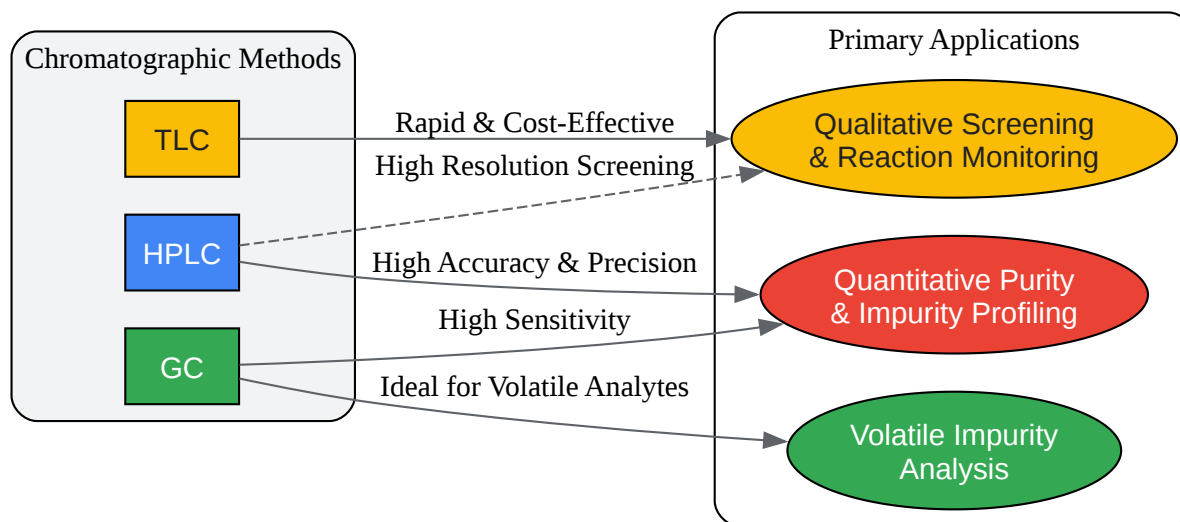 Chromatographic Methods
Primary Applications
TLC
Rapid & Cost-Effective
Qualitative Screening
& Reaction Monitoring
High Resolution Screening
HPLC
High Accuracy & Precision
Quantitative Purity
& Impurity Profiling
High Sensitivity
GC
Ideal for Volatile Analytes
Volatile Impurity
Analysis